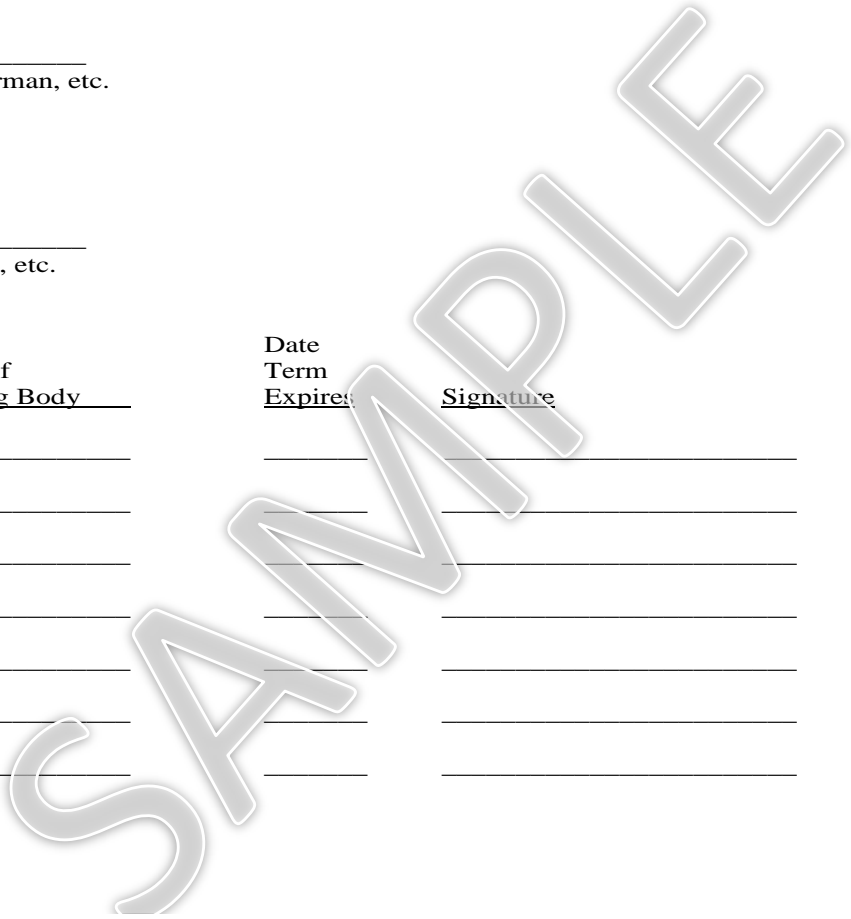 rman, etc.
, etc.
Date
f Term
g Body Expires Signature
SAMPLE